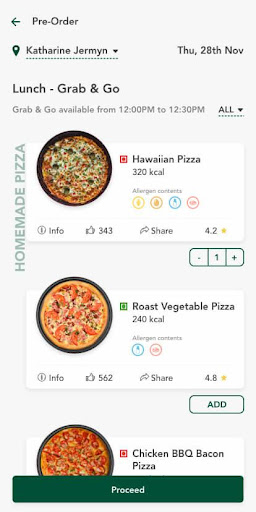 Pre-Order
Katharine Jermyn
Thu, 28th Nov
Lunch - Grab & Go
Grab & Go available from 12:00PM to 12:30PM
ALL
HOMEMADE PIZZA
Hawaiian Pizza
320 kcal
Allergen contents
Info
343
Share
4.2
- 1 +
Roast Vegetable Pizza
240 kcal
Allergen contents
Info
562
Share
4.8
ADD
Chicken BBQ Bacon
Pizza
Proceed